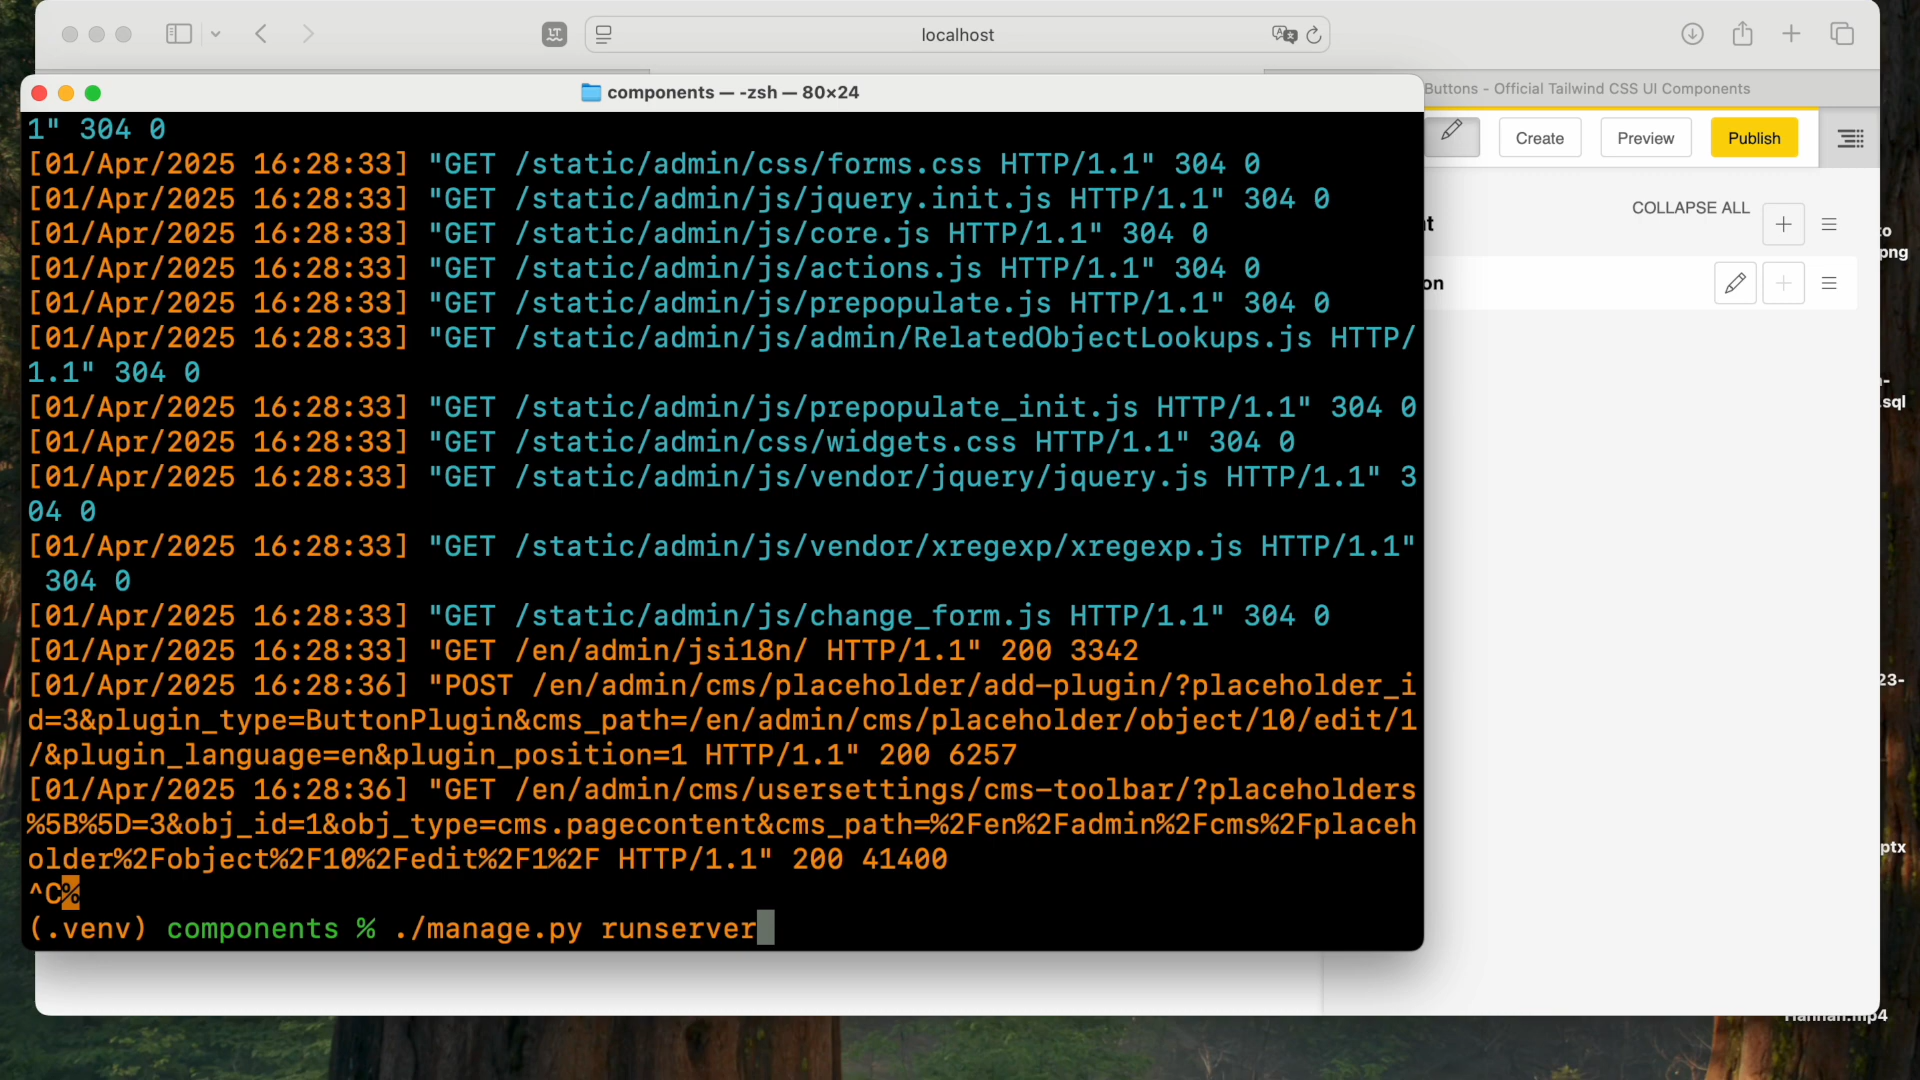 localhost
components — -zsh — 80×24
Buttons - Official Tailwind CSS UI Components
Create
Preview
Publish
COLLAPSE ALL
1" 304 0
[01/Apr/2025 16:28:33] "GET /static/admin/css/forms.css HTTP/1.1" 304 0
[01/Apr/2025 16:28:33] "GET /static/admin/js/jquery.init.js HTTP/1.1" 304 0
[01/Apr/2025 16:28:33] "GET /static/admin/js/core.js HTTP/1.1" 304 0
[01/Apr/2025 16:28:33] "GET /static/admin/js/actions.js HTTP/1.1" 304 0
[01/Apr/2025 16:28:33] "GET /static/admin/js/prepopulate.js HTTP/1.1" 304 0
[01/Apr/2025 16:28:33] "GET /static/admin/js/admin/RelatedObjectLookups.js HTTP/
1.1" 304 0
[01/Apr/2025 16:28:33] "GET /static/admin/js/prepopulate_init.js HTTP/1.1" 304 0
[01/Apr/2025 16:28:33] "GET /static/admin/css/widgets.css HTTP/1.1" 304 0
[01/Apr/2025 16:28:33] "GET /static/admin/js/vendor/jquery/jquery.js HTTP/1.1" 3
04 0
[01/Apr/2025 16:28:33] "GET /static/admin/js/vendor/xregexp/xregexp.js HTTP/1.1"
304 0
[01/Apr/2025 16:28:33] "GET /static/admin/js/change_form.js HTTP/1.1" 304 0
[01/Apr/2025 16:28:33] "GET /en/admin/jsi18n/ HTTP/1.1" 200 3342
[01/Apr/2025 16:28:36] "POST /en/admin/cms/placeholder/add-plugin/?placeholder_i
d=3&plugin_type=ButtonPlugin&cms_path=/en/admin/cms/placeholder/object/10/edit/1
/&plugin_language=en&plugin_position=1 HTTP/1.1" 200 6257
[01/Apr/2025 16:28:36] "GET /en/admin/cms/usersettings/cms-toolbar/?placeholders
%5B%5D=3&obj_id=1&obj_type=cms.pagecontent&cms_path=%2Fen%2Fadmin%2Fcms%2Fplaceh
older%2Fobject%2F10%2Fedit%2F1%2F HTTP/1.1" 200 41400
^C%
(.venv) components % ./manage.py runserver
on
png
.sql
23-
ptx